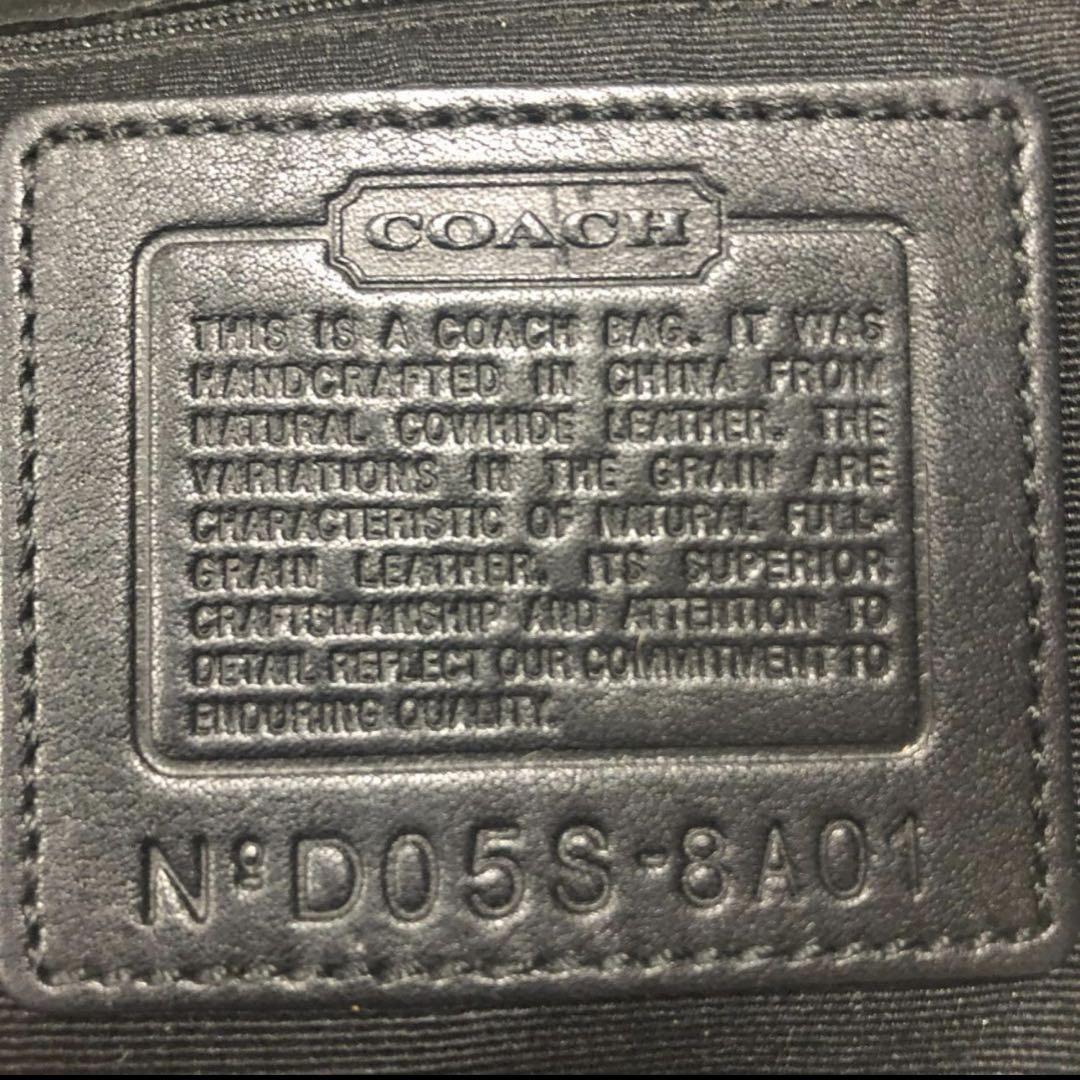 COACH
THIS IS A COACH BAG. IT WAS
HANDCRAFTED IN CHINA FROM
NATURAL COWHIDE LEATHER. THE
VARIATIONS IN THE GRAIN ARE
CHARACTERISTIC OF NATURAL FULL-
GRAIN LEATHER. ITS SUPERIOR
CRAFTSMANSHIP AND ATTENTION TO
DETAIL REFLECT OUR COMMITMENT TO
ENDURING QUALITY.
Nº D05S-8A01